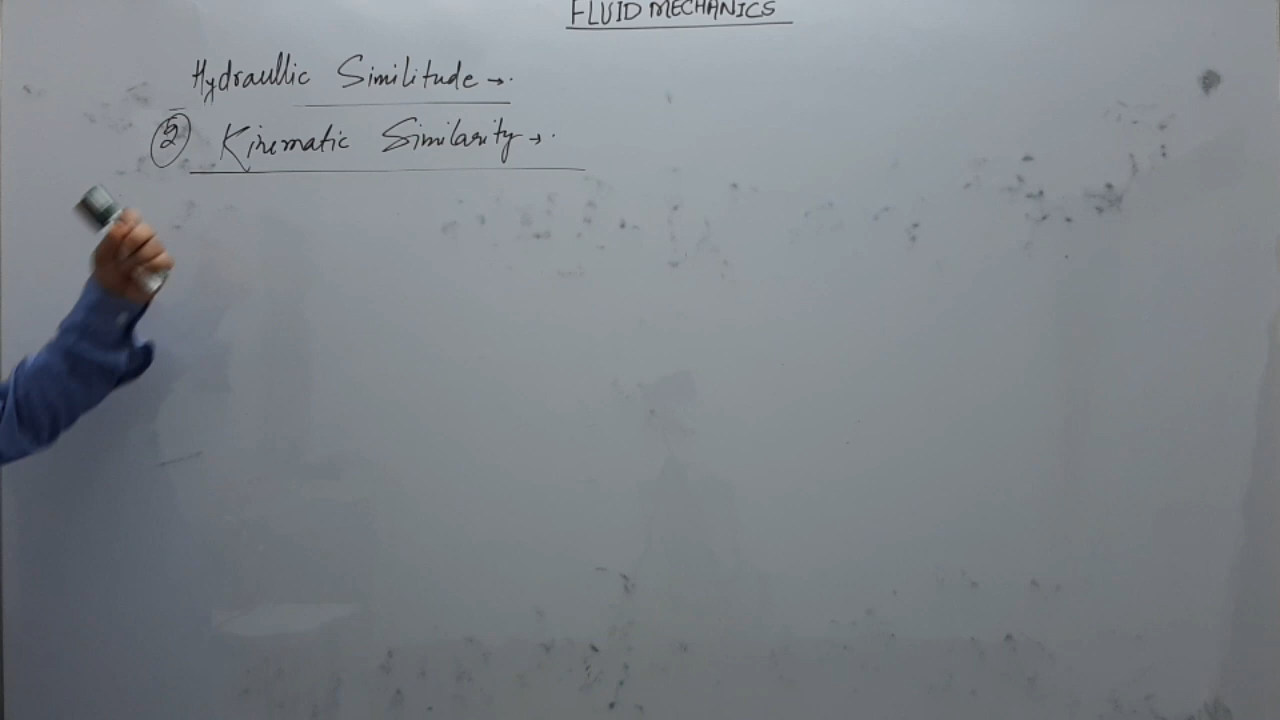 FLUID MECHANICS
Hydraullic Similitude →.
② Kinematic Similarity →.